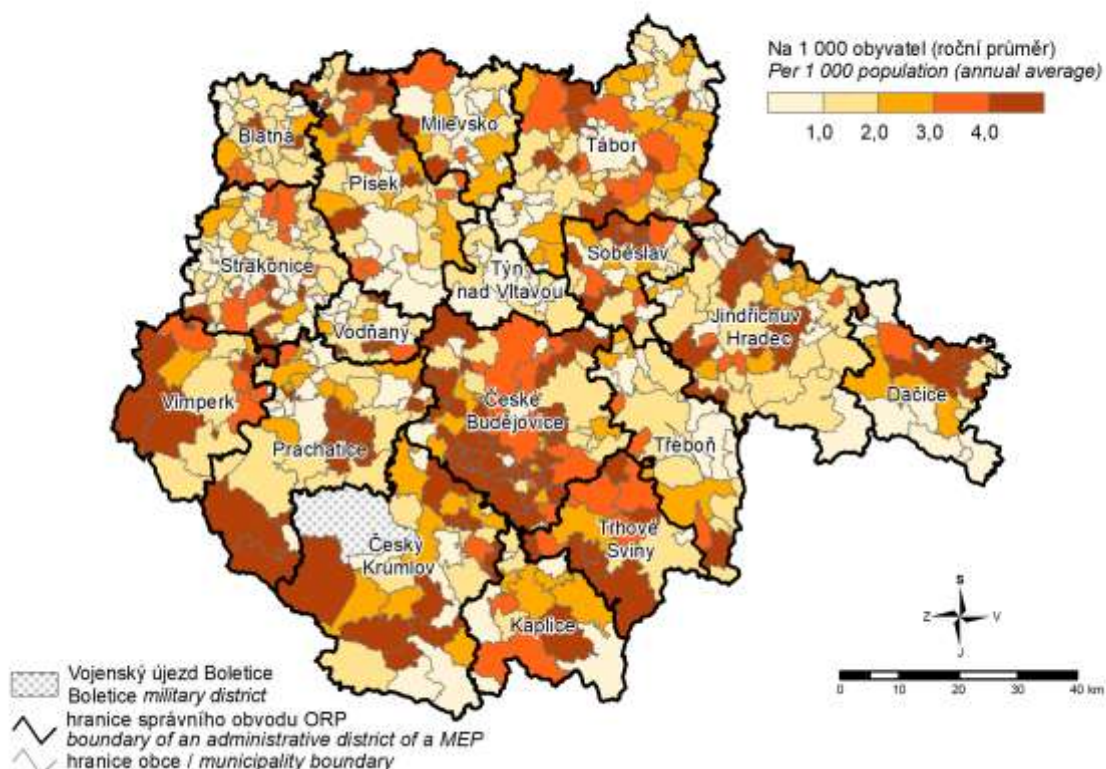 Na 1 000 obyvatel (roční průměr)
Per 1 000 population (annual average)
1,0 2,0 3,0 4,0
Blatná
Milevsko
Tábor
Písek
Strakonice
Týn
nad Vltavou
Soběslav
Vodňany
Jindřichův
Hradec
Vimperk
České
Budějovice
Dačice
Prachatice
Třeboň
Český
Krumlov
Trhové
Sviny
Kaplice
S
Z V
J
0 10 20 30 40 km
Vojenský újezd Boletice
Boletice military district
hranice správního obvodu ORP
boundary of an administrative district of a MEP
hranice obce / municipality boundary